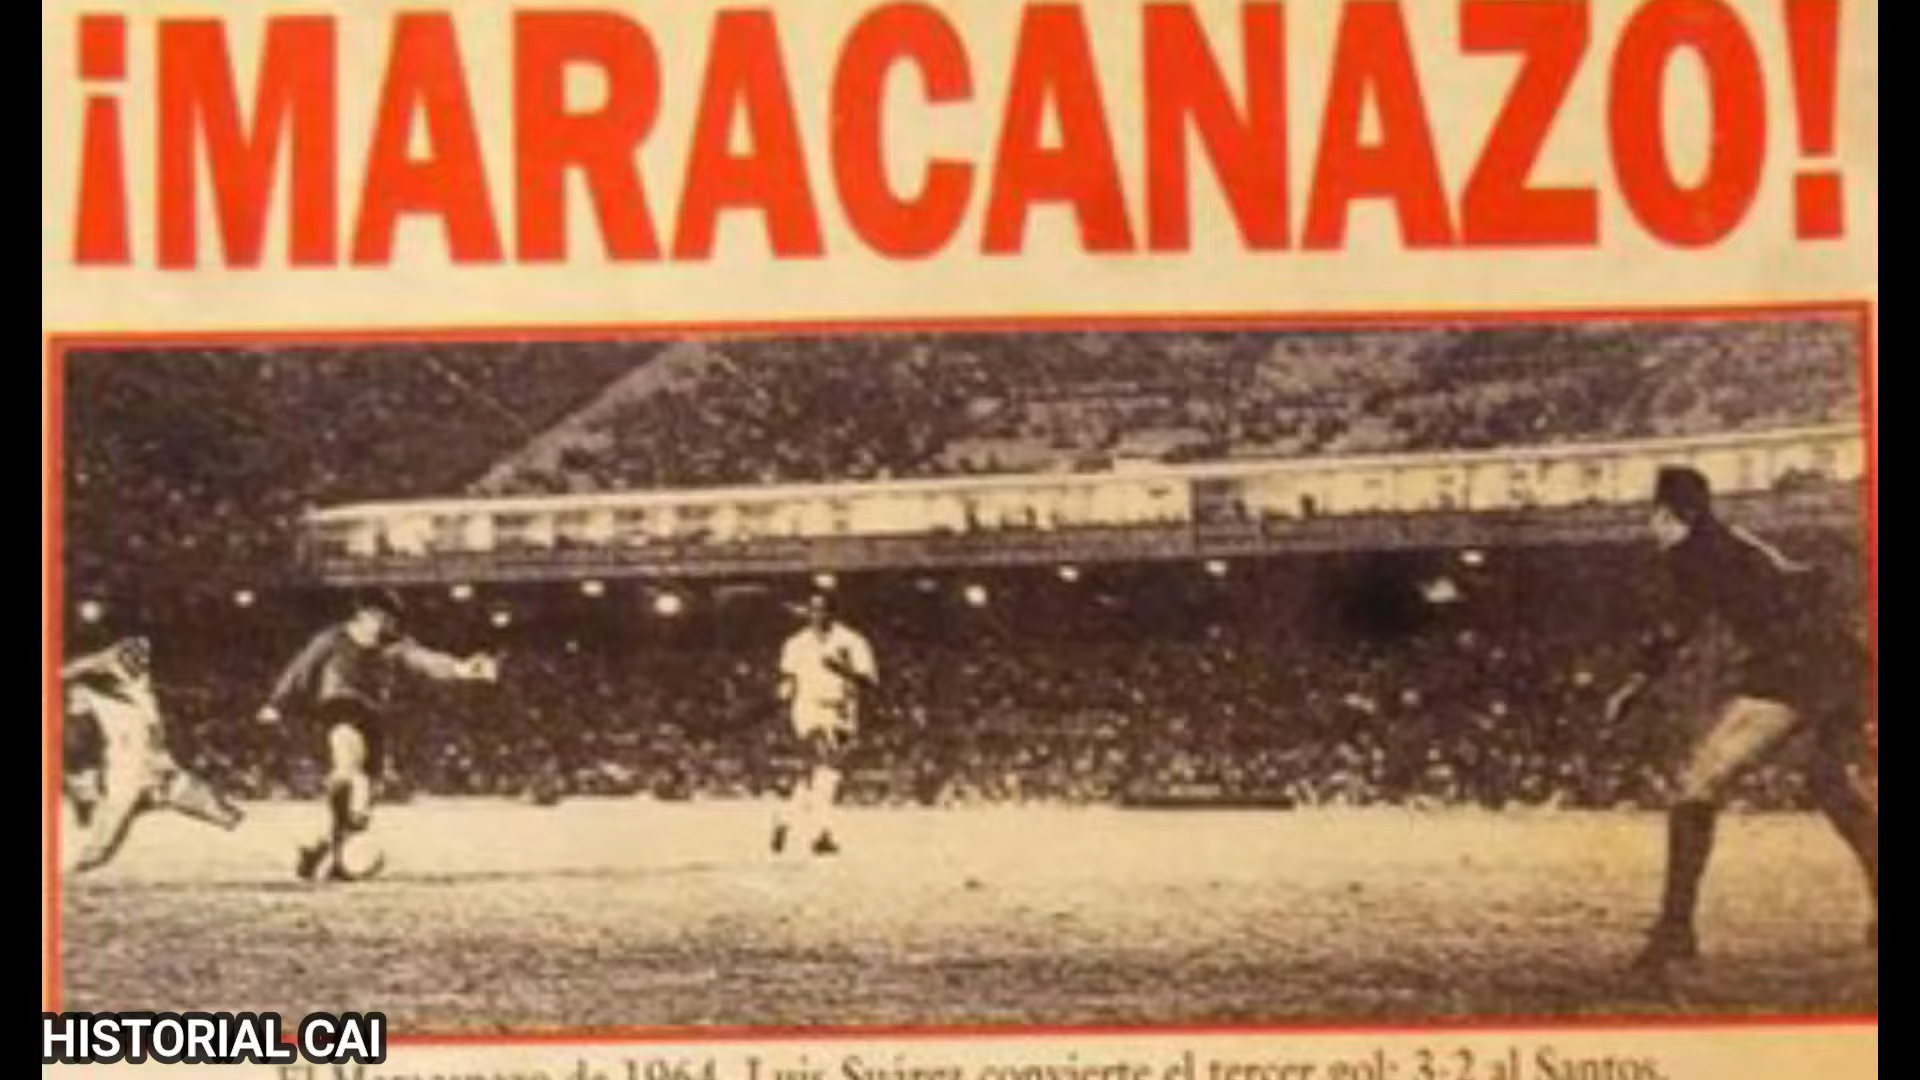 ¡MARACANAZO!
HISTORIAL CAI
El Maracanazo de 1964. Luis Suárez convierte el tercer gol: 3-2 al Santos.